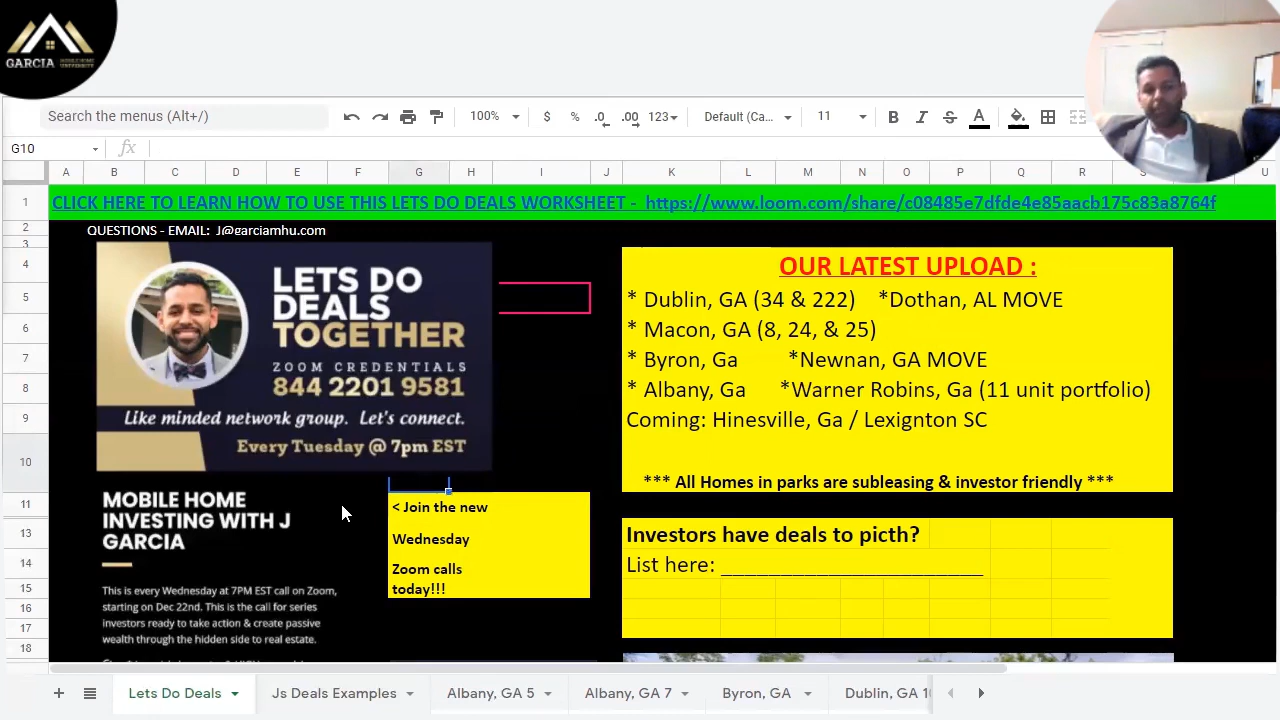 GARCIA MOBILE HOME
UNIVERSITY
Search the menus (Alt+/)
100%
$ % .0 .00 123
Default (Ca...
11
B I S A
G10
fx
A B C D E F G H I J K L M N O P Q R S U
1 CLICK HERE TO LEARN HOW TO USE THIS LETS DO DEALS WORKSHEET - https://www.loom.com/share/c08485e7dfde4e85aacb175c83a8764f
2 QUESTIONS - EMAIL: J@garciamhu.com
3
LETS DO
DEALS
TOGETHER
ZOOM CREDENTIALS
844 2201 9581
Like minded network group. Let's connect.
Every Tuesday @ 7pm EST
4 OUR LATEST UPLOAD :
5 * Dublin, GA (34 & 222) *Dothan, AL MOVE
6 * Macon, GA (8, 24, & 25)
7 * Byron, Ga *Newnan, GA MOVE
8 * Albany, Ga *Warner Robins, Ga (11 unit portfolio)
9 Coming: Hinesville, Ga / Lexignton SC
10 *** All Homes in parks are subleasing & investor friendly ***
MOBILE HOME
INVESTING WITH J
GARCIA
This is every Wednesday at 7PM EST call on Zoom,
starting on Dec 22nd. This is the call for series
investors ready to take action & create passive
wealth through the hidden side to real estate.
11 < Join the new
13 Wednesday
14 Zoom calls
15 today!!!
16
17
18
Investors have deals to picth?
List here: ______________________
Lets Do Deals
Js Deals Examples
Albany, GA 5
Albany, GA 7
Byron, GA
Dublin, GA